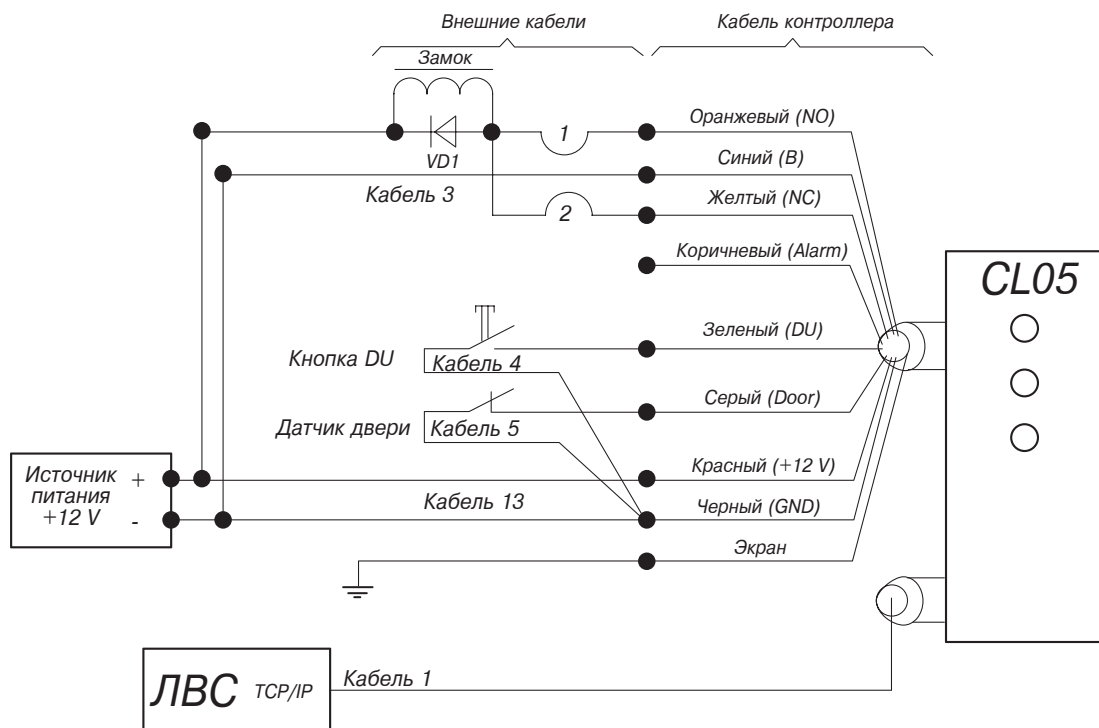 Внешние кабели
Кабель контроллера
Замок
VD1
1
2
Кабель 3
Оранжевый (NO)
Синий (B)
Желтый (NC)
Коричневый (Alarm)
CL05
Зеленый (DU)
Кнопка DU
Кабель 4
Серый (Door)
Датчик двери
Кабель 5
Источник
питания
+12 V
+
-
Красный (+12 V)
Кабель 13
Черный (GND)
Экран
ЛВС TCP/IP
Кабель 1